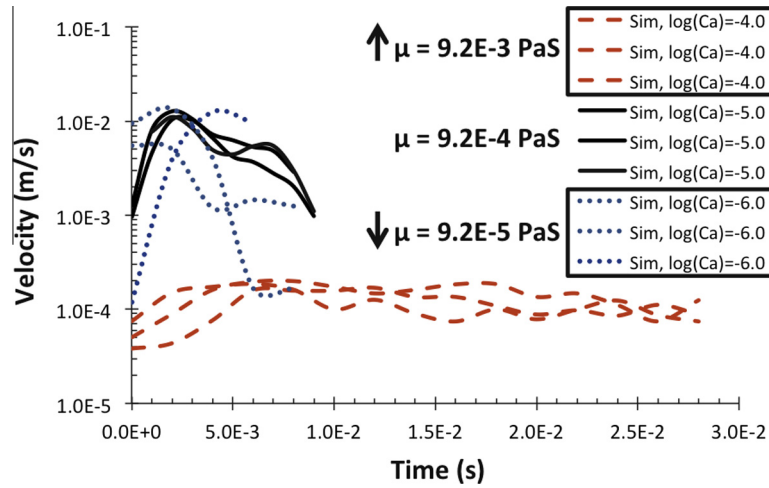 1.0E-1
1.0E-2
1.0E-3
1.0E-4
1.0E-5
Velocity (m/s)
0.0E+0 5.0E-3 1.0E-2 1.5E-2 2.0E-2 2.5E-2 3.0E-2
Time (s)
μ = 9.2E-3 PaS
μ = 9.2E-4 PaS
μ = 9.2E-5 PaS
Sim, log(Ca)=-4.0
Sim, log(Ca)=-4.0
Sim, log(Ca)=-4.0
Sim, log(Ca)=-5.0
Sim, log(Ca)=-5.0
Sim, log(Ca)=-5.0
Sim, log(Ca)=-6.0
Sim, log(Ca)=-6.0
Sim, log(Ca)=-6.0